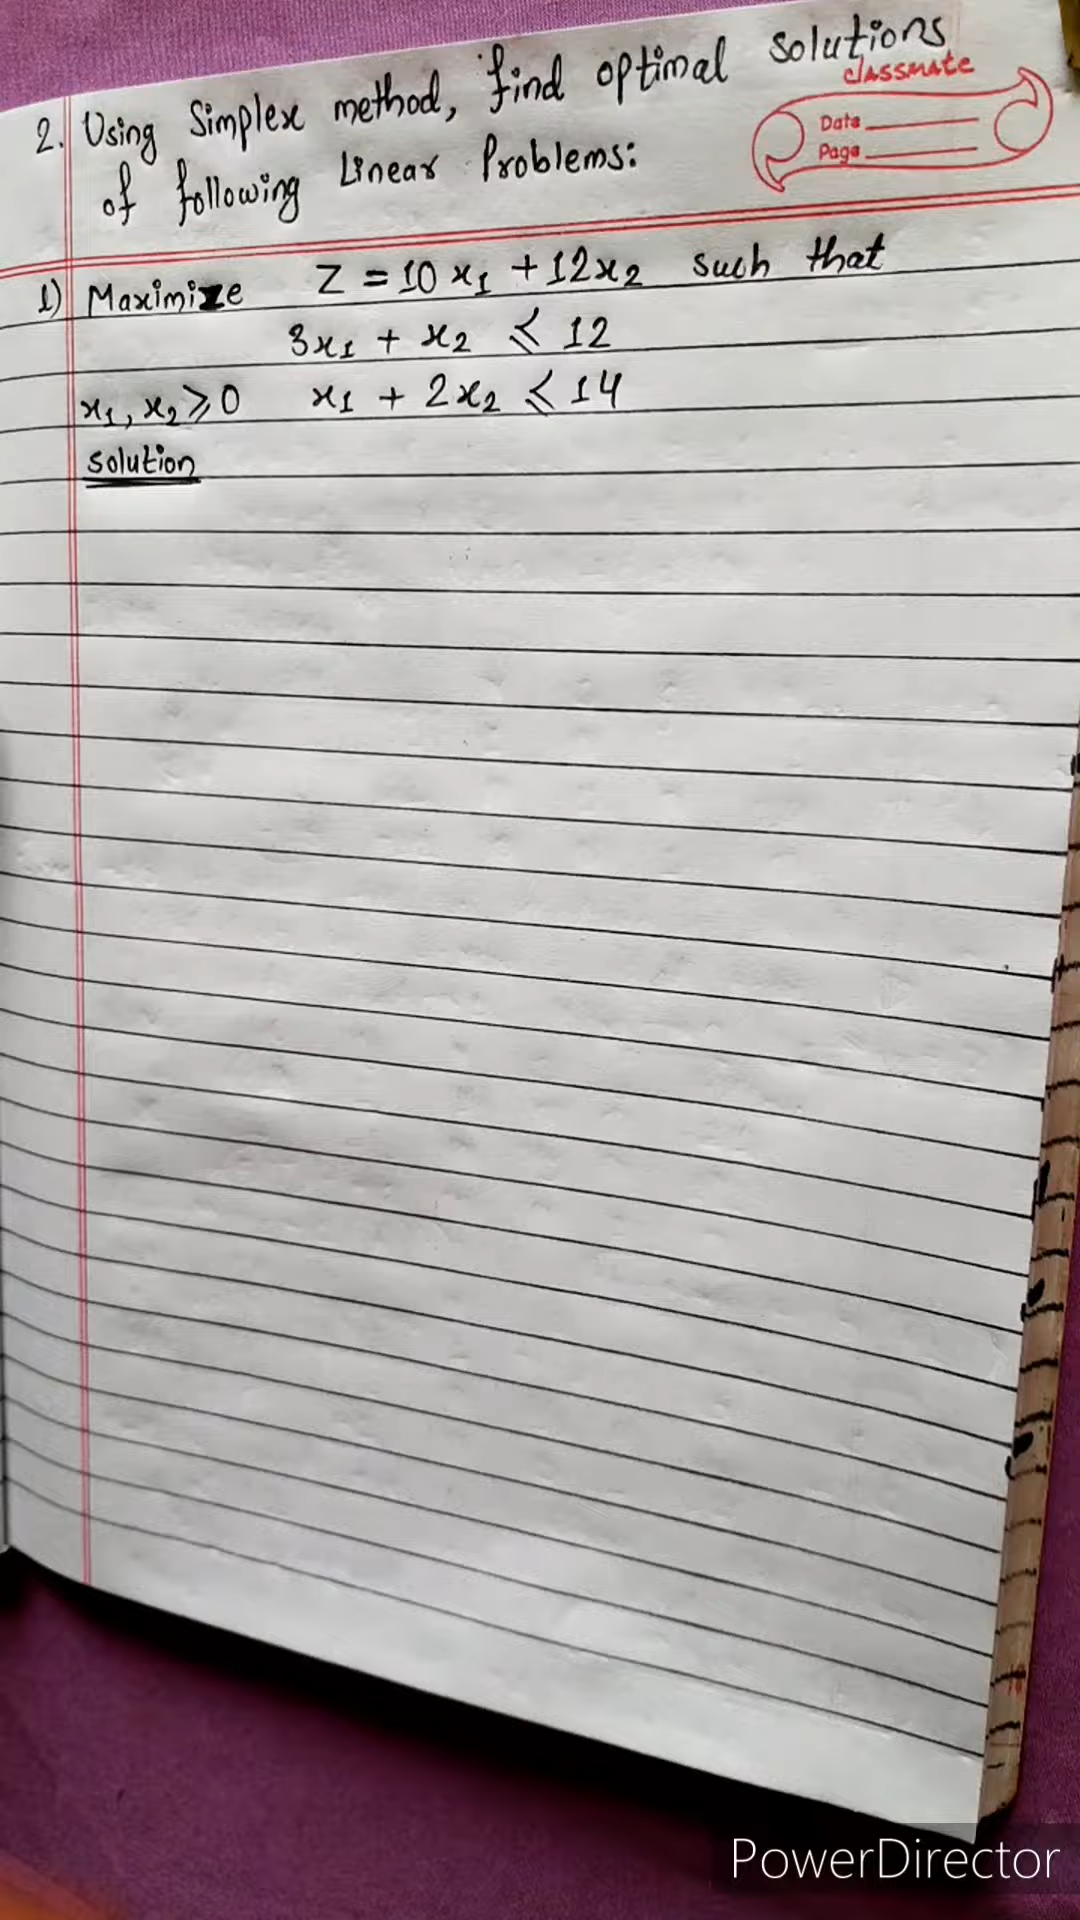 2. Using Simplex method, find optimal solutions
of following Linear Problems:
classmate
Date
Page
1) Maximize Z = 10x₁ + 12x₂ such that
3x₁ + x₂ ⩽ 12
x₁, x₂ ⩾ 0 x₁ + 2x₂ ⩽ 14
solution
PowerDirector